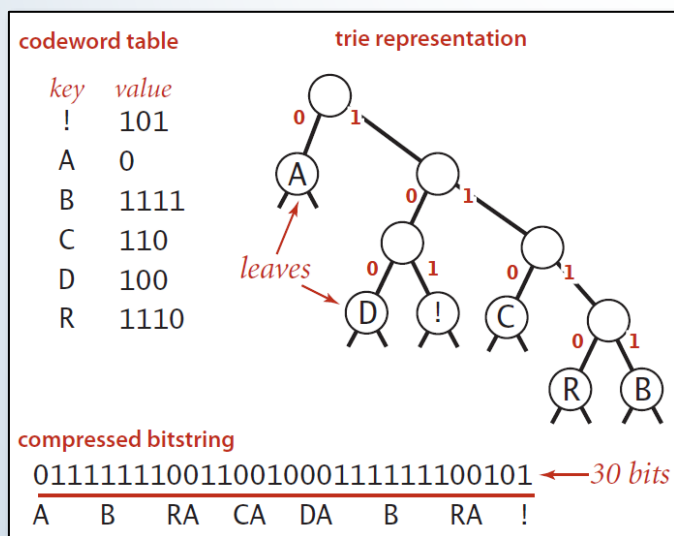 codeword table
trie representation
key value
! 101
A 0
B 1111
C 110
D 100
R 1110
0 1
A
0 1
leaves
0 1
0 1
D ! C
0 1
R B
compressed bitstring
011111110011001000111111100101
30 bits
A B RA CA DA B RA !